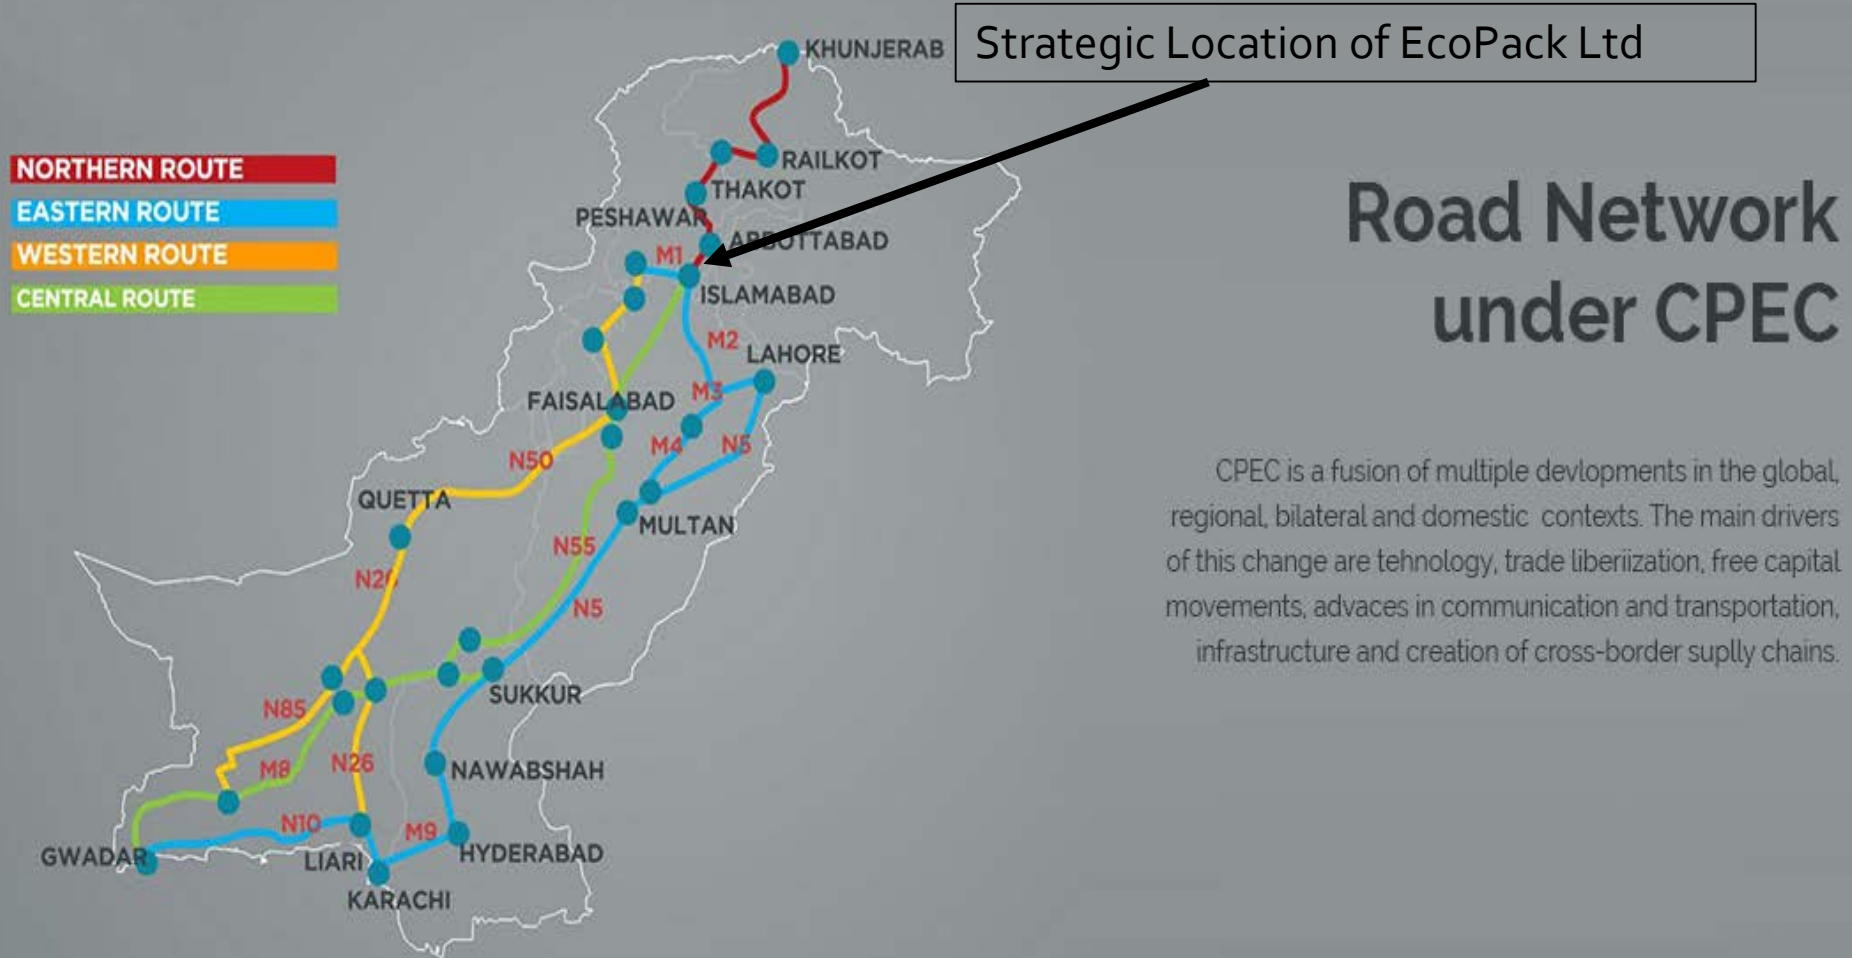 Strategic Location of EcoPack Ltd
KHUNJERAB
NORTHERN ROUTE
EASTERN ROUTE
WESTERN ROUTE
CENTRAL ROUTE
RAILKOT
THAKOT
PESHAWAR
ABBOTTABAD
M1
ISLAMABAD
M2
LAHORE
M3
FAISALABAD
M4
N5
N50
QUETTA
MULTAN
N55
N20
N5
SUKKUR
N85
M8
N26
NAWABSHAH
N10
M9
HYDERABAD
GWADAR
LIARI
KARACHI
Road Network
under CPEC
CPEC is a fusion of multiple devlopments in the global,
regional, bilateral and domestic contexts. The main drivers
of this change are tehnology, trade liberiization, free capital
movements, advaces in communication and transportation,
infrastructure and creation of cross-border suplly chains.